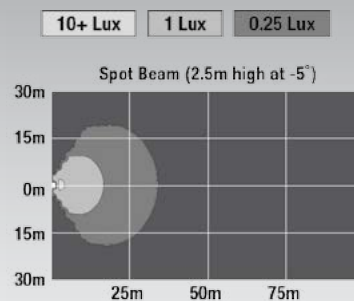 10+ Lux 1 Lux 0.25 Lux
Spot Beam (2.5m high at -5°)
30m
15m
0m
15m
30m
25m 50m 75m